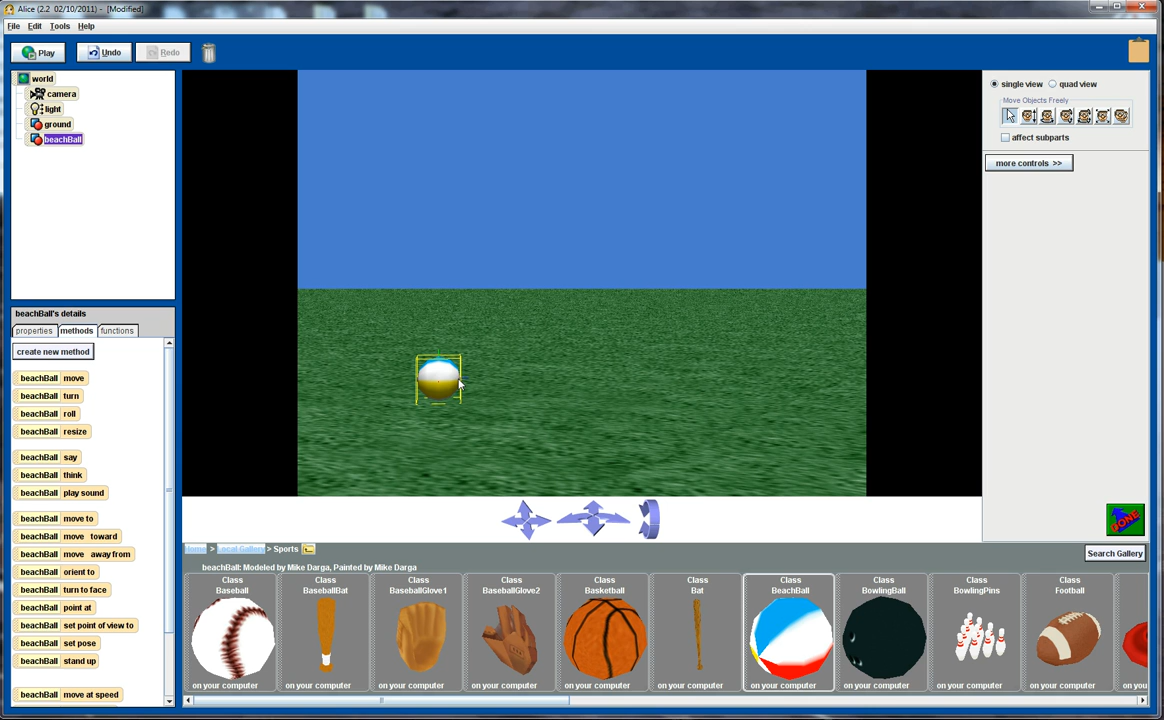 Alice (2.2 02/10/2011) - [Modified]
File Edit Tools Help
Play Undo Redo
world
camera
light
ground
beachBall
single view quad view
Move Objects Freely
affect subparts
more controls >>
beachBall's details
properties methods functions
create new method
beachBall move
beachBall turn
beachBall roll
beachBall resize
beachBall say
beachBall think
beachBall play sound
beachBall move to
beachBall move toward
beachBall move away from
beachBall orient to
beachBall turn to face
beachBall point at
beachBall set point of view to
beachBall set pose
beachBall stand up
beachBall move at speed
DONE
Home > Local Gallery > Sports
Search Gallery
beachBall: Modeled by Mike Darga, Painted by Mike Darga
Class Class Class Class Class Class Class Class Class Class
Baseball BaseballBat BaseballGlove1 BaseballGlove2 Basketball Bat BeachBall BowlingBall BowlingPins Football
on your computer on your computer on your computer on your computer on your computer on your computer on your computer on your computer on your computer on your computer on you